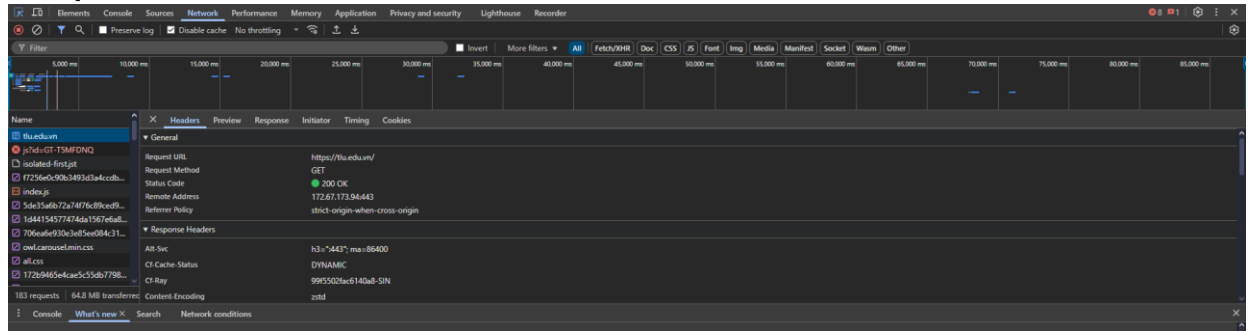 Elements Console Sources Network Performance Memory Application Privacy and security Lighthouse Recorder 8 1
Preserve log Disable cache No throttling
Filter Invert More filters All Fetch/XHR Doc CSS JS Font Img Media Manifest Socket Wasm Other
5,000 ms 10,000 ms 15,000 ms 20,000 ms 25,000 ms 30,000 ms 35,000 ms 40,000 ms 45,000 ms 50,000 ms 55,000 ms 60,000 ms 65,000 ms 70,000 ms 75,000 ms 80,000 ms 85,000 ms
Name Headers Preview Response Initiator Timing Cookies
tlu.edu.vn
js?id=GT-T5MFDNQ
isolated-first.jst
f7256e0c90b3493d3a4ccdb...
index.js
5de35a6b72a74f76c89ced9...
1d44154577474da1567e6a8...
706ea6e930e3e85ee084c31...
owl.carousel.min.css
all.css
172b9465e4cae5c55db7798...
183 requests 64.8 MB transferred
General
Request URL https://tlu.edu.vn/
Request Method GET
Status Code 200 OK
Remote Address 172.67.173.94:443
Referrer Policy strict-origin-when-cross-origin
Response Headers
Alt-Svc h3=":443"; ma=86400
Cf-Cache-Status DYNAMIC
Cf-Ray 99f5502fac6140a8-SIN
Content-Encoding zstd
Console What's new Search Network conditions